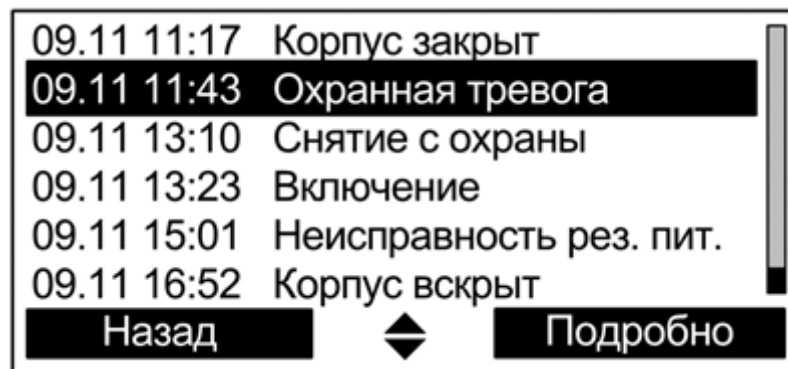 09.11 11:17 Корпус закрыт
09.11 11:43 Охранная тревога
09.11 13:10 Снятие с охраны
09.11 13:23 Включение
09.11 15:01 Неисправность рез. пит.
09.11 16:52 Корпус вскрыт
Назад Подробно